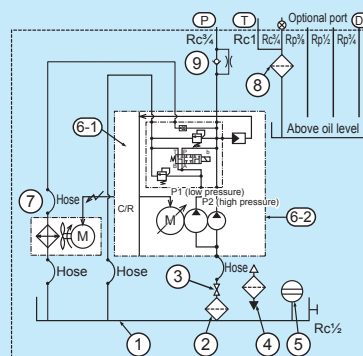 P T Optional port D
Rc¾ Rc1 Rc¾ Rp⅜ Rp½ Rp¾
9
8
6-1
Above oil level
a b
P1 (low pressure)
P2 (high pressure)
7
Hose
C/R
M
M
6-2
Hose Hose
3
Hose
1
2
4
5
Rc½